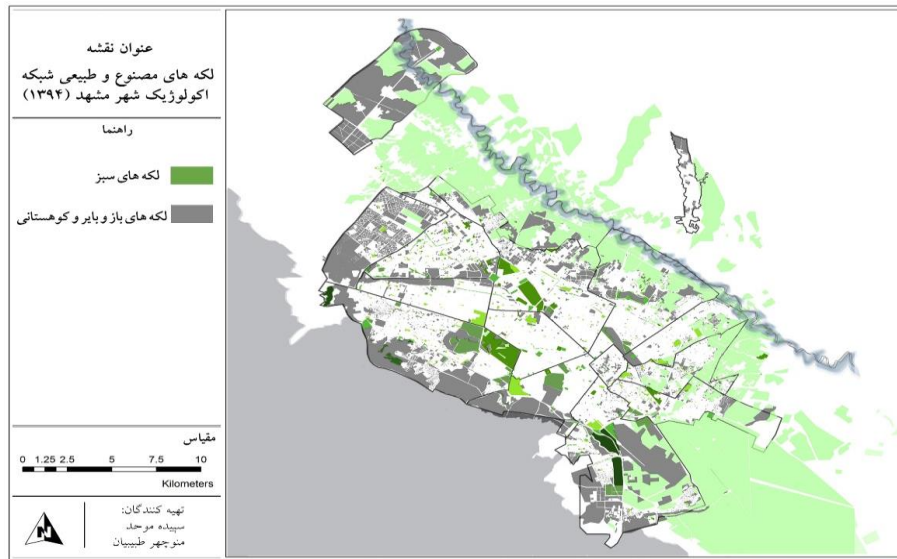 عنوان نقشه
لکه های مصنوع و طبیعی شبکه
اکولوژیک شهر مشهد (۱۳۹۴)
راهنما
لکه های سبز
لکه های باز و بایر و کوهستانی
مقیاس
0 1.25 2.5 5 7.5 10
Kilometers
N
تهیه کنندگان:
سپیده موحد
منوچهر طبیبیان